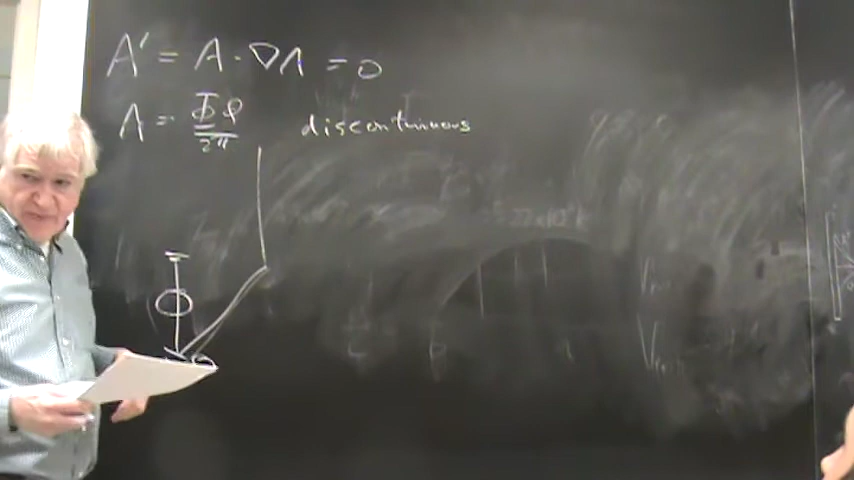 A' = A · ∇Λ = 0
Λ = Φφ/2π discontinuous
Φ